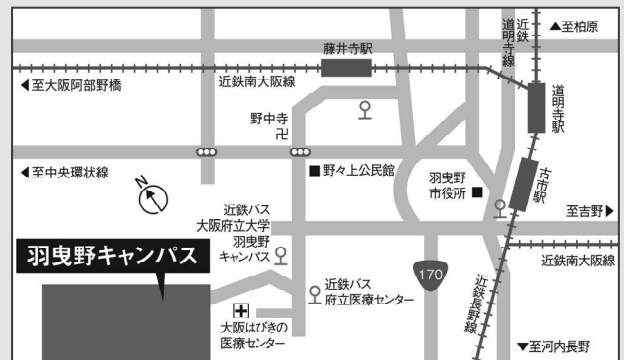 近鉄
道明寺線
▲至柏原
藤井寺駅
◀至大阪阿部野橋
近鉄南大阪線
道明寺駅
野中寺
卍
◀至中央環状線
■野々上公民館
羽曳野
市役所■
古市駅
N
近鉄バス
大阪府立大学
羽曳野
キャンパス
至吉野▶
近鉄南大阪線
羽曳野キャンパス
170
近鉄バス
府立医療センター
近鉄長野線
大阪はびきの
医療センター
▼至河内長野